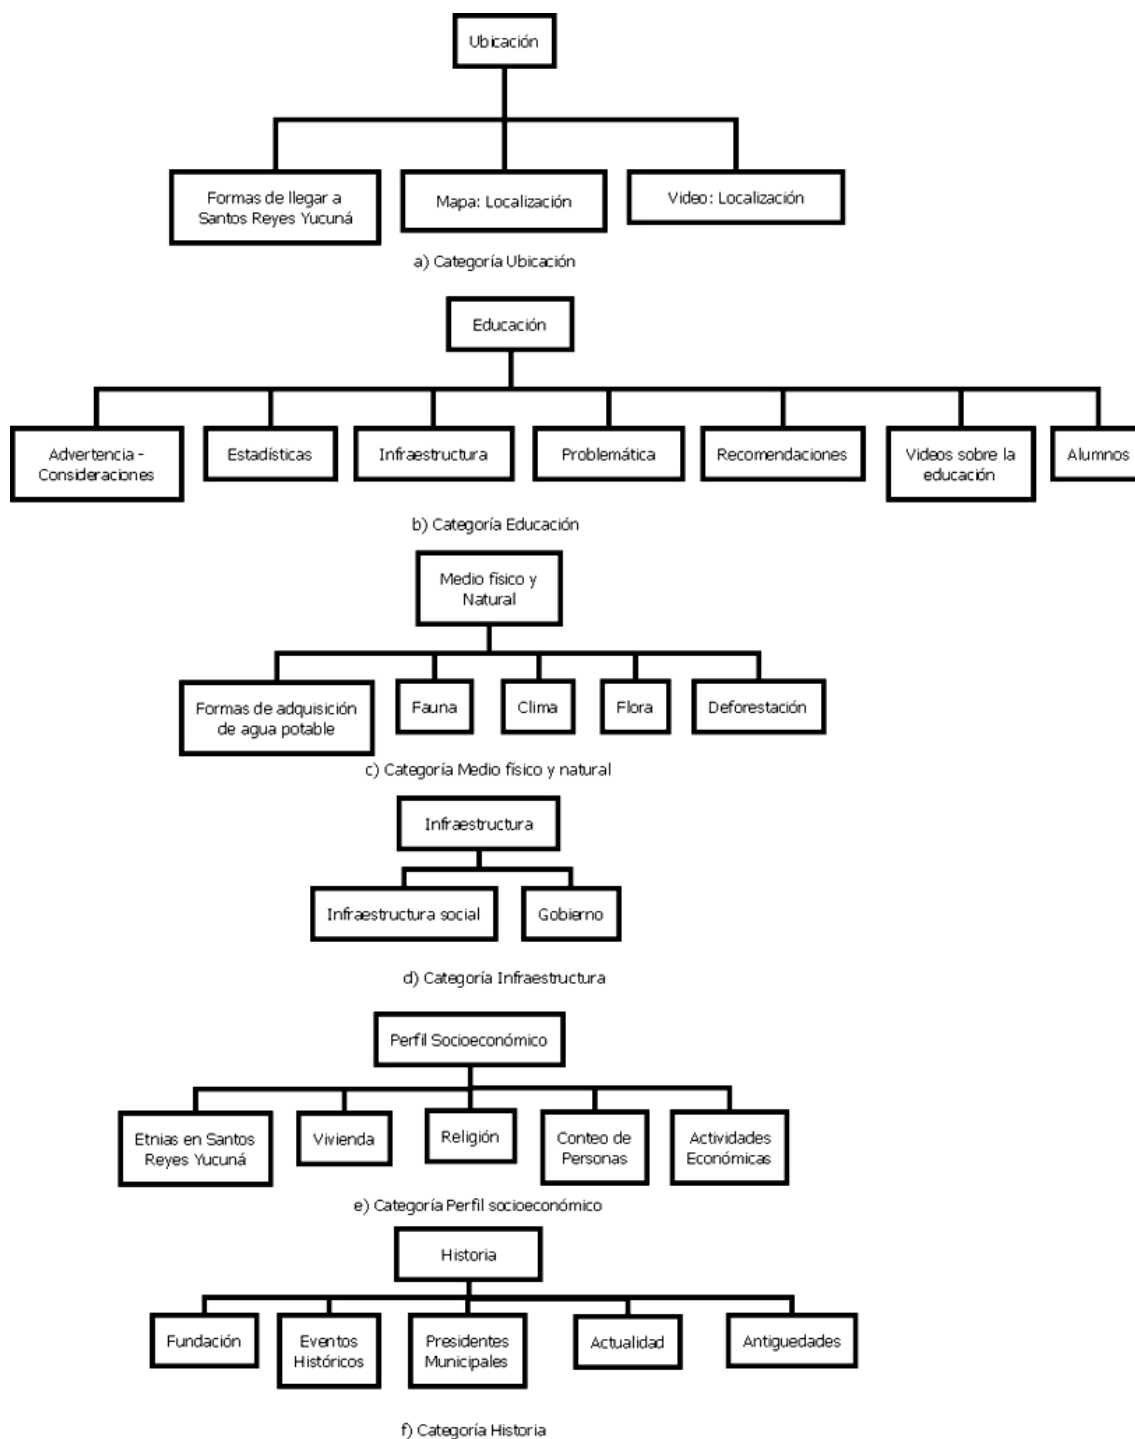 Ubicación
Formas de llegar a
Santos Reyes Yucuná
Mapa: Localización
Video: Localización
a) Categoría Ubicación
Educación
Advertencia -
Consideraciones
Estadísticas
Infraestructura
Problemática
Recomendaciones
Videos sobre la
educación
Alumnos
b) Categoría Educación
Medio físico y
Natural
Formas de adquisición
de agua potable
Fauna
Clima
Flora
Deforestación
c) Categoría Medio físico y natural
Infraestructura
Infraestructura social
Gobierno
d) Categoría Infraestructura
Perfil Socioeconómico
Etnias en Santos
Reyes Yucuná
Vivienda
Religión
Conteo de
Personas
Actividades
Económicas
e) Categoría Perfil socioeconómico
Historia
Fundación
Eventos
Históricos
Presidentes
Municipales
Actualidad
Antiguedades
f) Categoría Historia